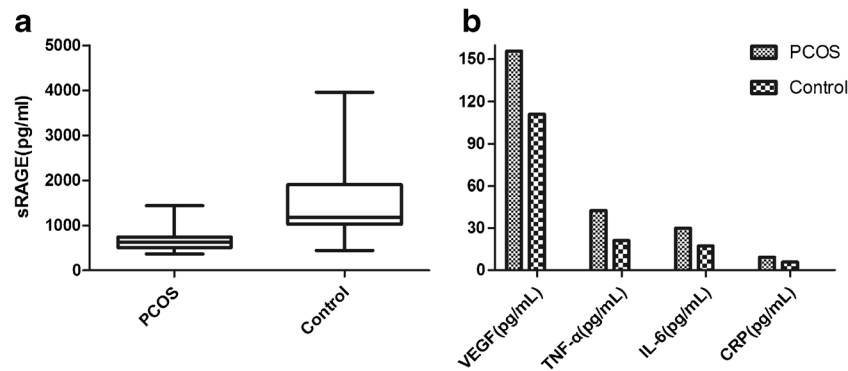 a
sRAGE(pg/ml)
5000
4000
3000
2000
1000
0
PCOS
Control
b
150
120
90
60
30
0
PCOS
Control
VEGF(pg/mL)
TNF-α(pg/mL)
IL-6(pg/mL)
CRP(pg/mL)